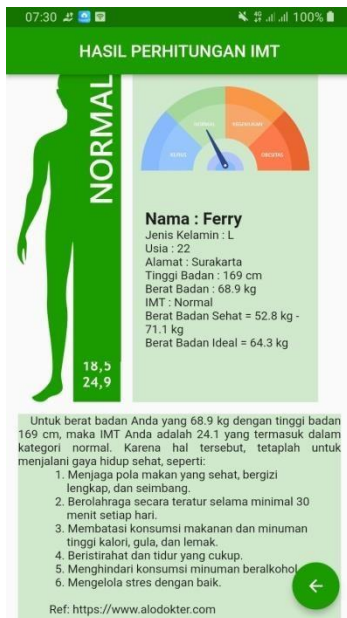 07:30
100%
HASIL PERHITUNGAN IMT
NORMAL
18,5
24,9
KURUS
NORMAL
KEGEMUKAN
OBESITAS
Nama : Ferry
Jenis Kelamin : L
Usia : 22
Alamat : Surakarta
Tinggi Badan : 169 cm
Berat Badan : 68.9 kg
IMT : Normal
Berat Badan Sehat = 52.8 kg -
71.1 kg
Berat Badan Ideal = 64.3 kg
Untuk berat badan Anda yang 68.9 kg dengan tinggi badan
169 cm, maka IMT Anda adalah 24.1 yang termasuk dalam
kategori normal. Karena hal tersebut, tetaplah untuk
menjalani gaya hidup sehat, seperti:
1. Menjaga pola makan yang sehat, bergizi
lengkap, dan seimbang.
2. Berolahraga secara teratur selama minimal 30
menit setiap hari.
3. Membatasi konsumsi makanan dan minuman
tinggi kalori, gula, dan lemak.
4. Beristirahat dan tidur yang cukup.
5. Menghindari konsumsi minuman beralkohol
6. Mengelola stres dengan baik.
Ref: https://www.alodokter.com